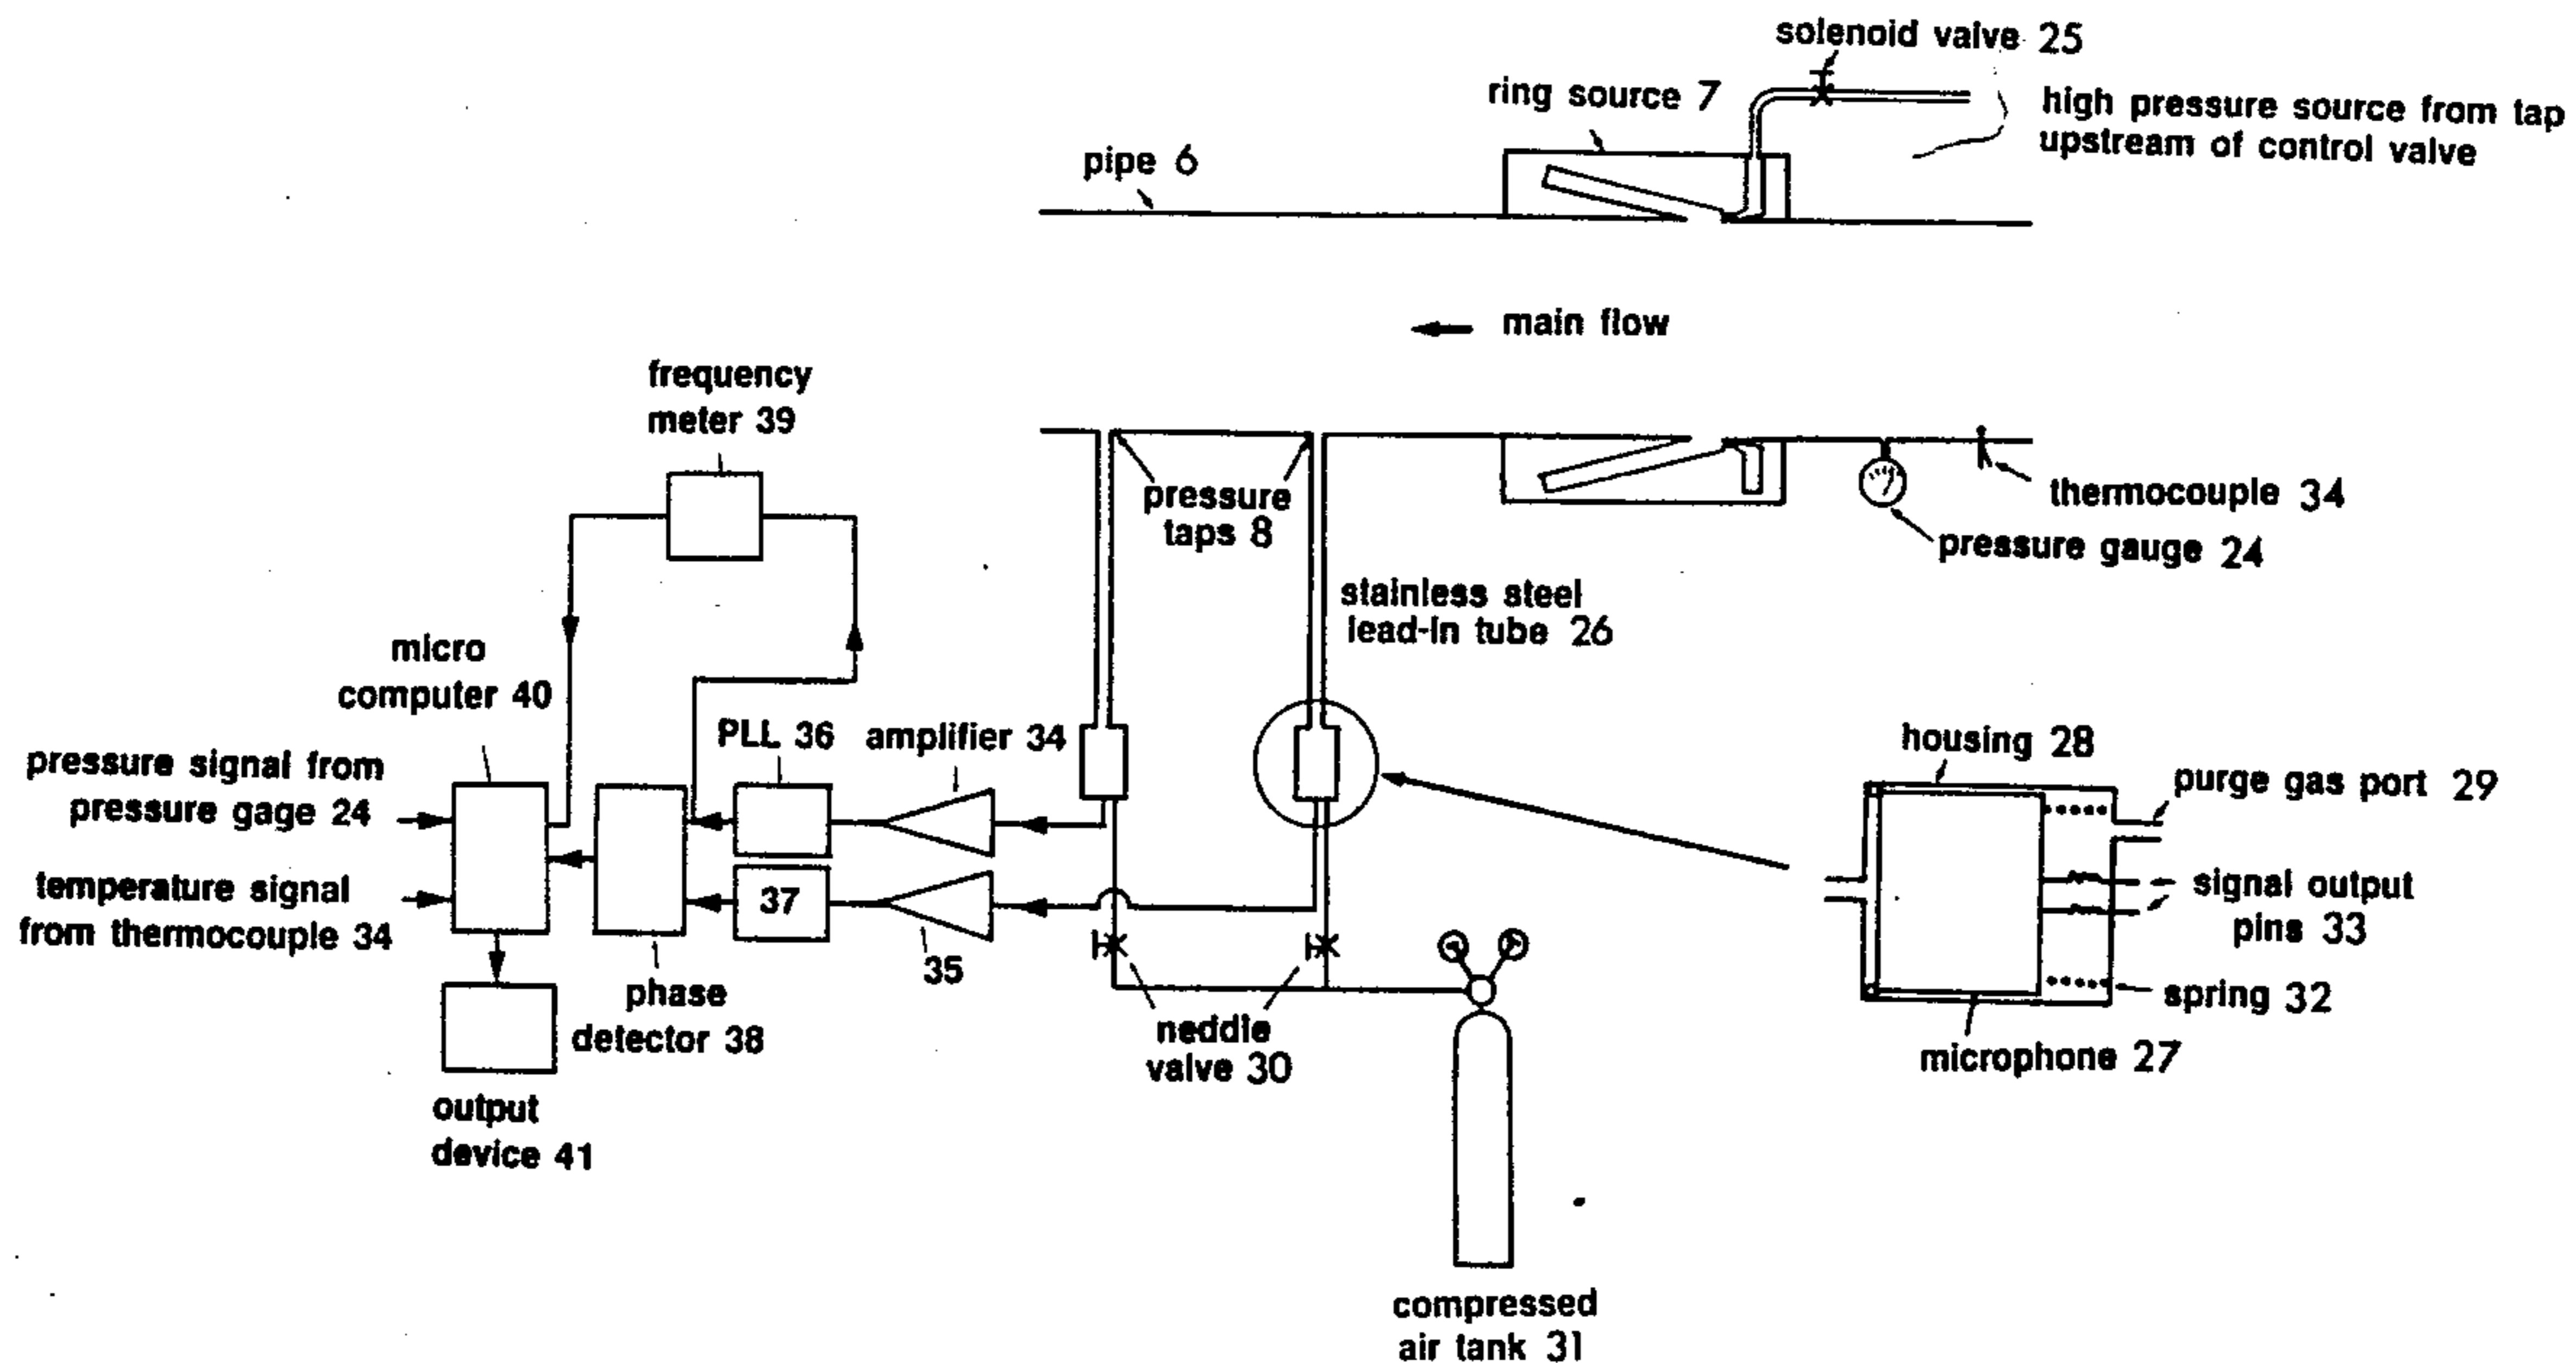 solenoid valve 25
ring source 7
high pressure source from tap
upstream of control valve
pipe 6
main flow
frequency
meter 39
pressure
taps 8
thermocouple 34
pressure gauge 24
stainless steel
lead-in tube 26
micro
computer 40
PLL 36
amplifier 34
housing 28
pressure signal from
pressure gage 24
purge gas port 29
temperature signal
from thermocouple 34
37
signal output
pins 33
35
phase
detector 38
spring 32
neddle
valve 30
microphone 27
output
device 41
compressed
air tank 31